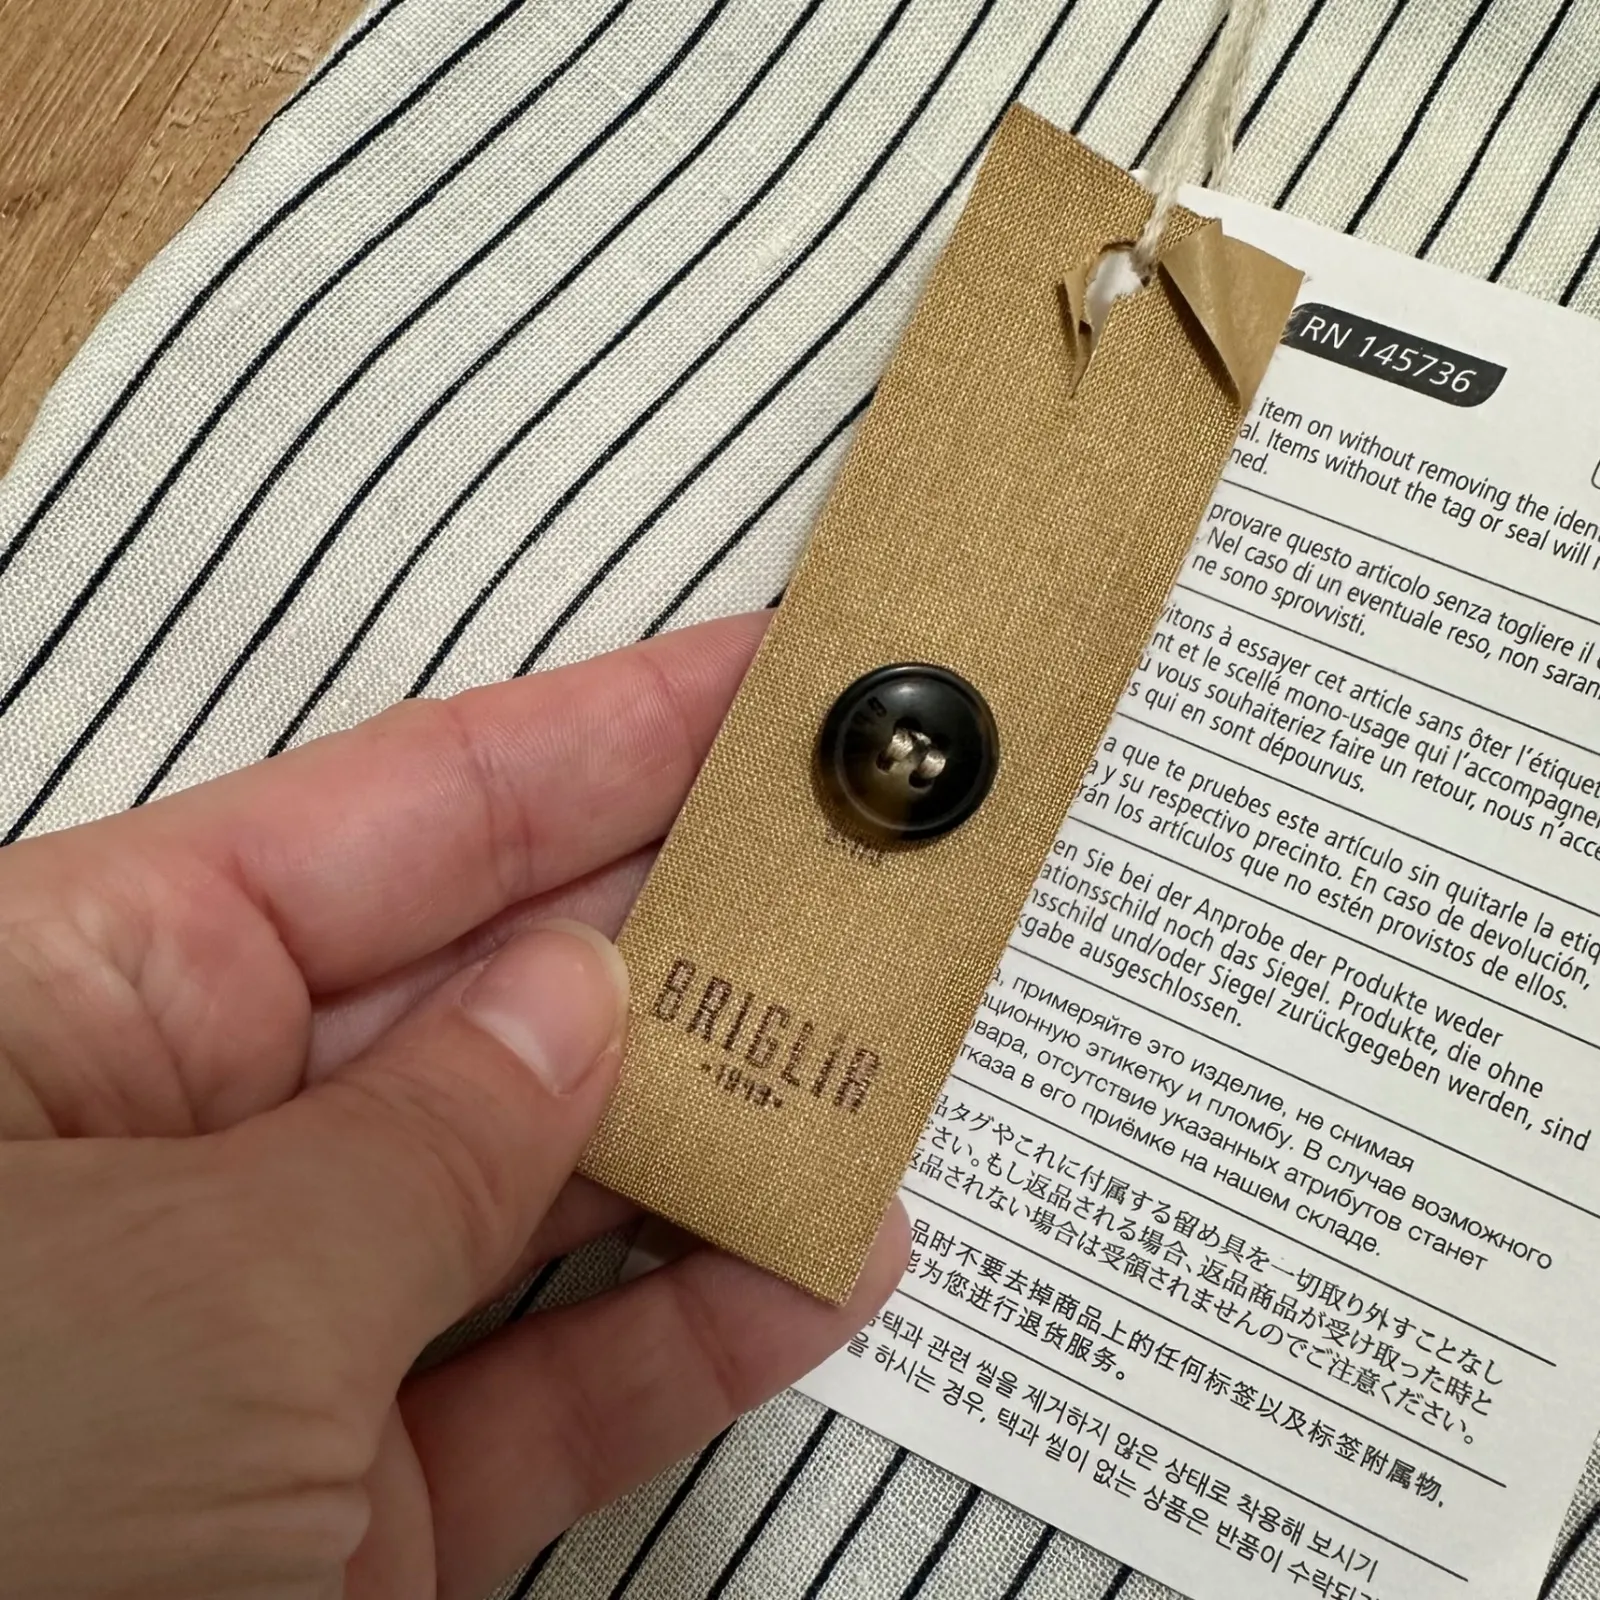 BRIGLIA
•1949•
RN 145736
item on without removing the iden
al. Items without the tag or seal will
ned.
provare questo articolo senza togliere il
Nel caso di un eventuale reso, non saran
ne sono sprovvisti.
vitons à essayer cet article sans ôter l'étiquet
nt et le scellé mono-usage qui l'accompagne
ù vous souhaiteriez faire un retour, nous n'acce
s qui en sont dépourvus.
a que te pruebes este artículo sin quitarle la etiq
a y su respectivo precinto. En caso de devolución,
rán los artículos que no estén provistos de ellos.
en Sie bei der Anprobe der Produkte weder
ationsschild noch das Siegel. Produkte, die ohne
nsschild und/oder Siegel zurückgegeben werden, sind
kgabe ausgeschlossen.
а, примеряйте это изделие, не снимая
ационную этикетку и пломбу. В случае возможного
овара, отсутствие указанных атрибутов станет
тказа в его приёмке на нашем складе.
品タグやこれに付属する留め具を一切取り外すことなし
ださい。もし返品される場合、返品商品が受け取った時と
返品されない場合は受領されませんのでご注意ください。
品时不要去掉商品上的任何标签以及标签附属物,
能为您进行退货服务。
택과 관련 씰을 제거하지 않은 상태로 착용해 보시기
을 하시는 경우, 택과 씰이 없는 상품은 반품이 수락되